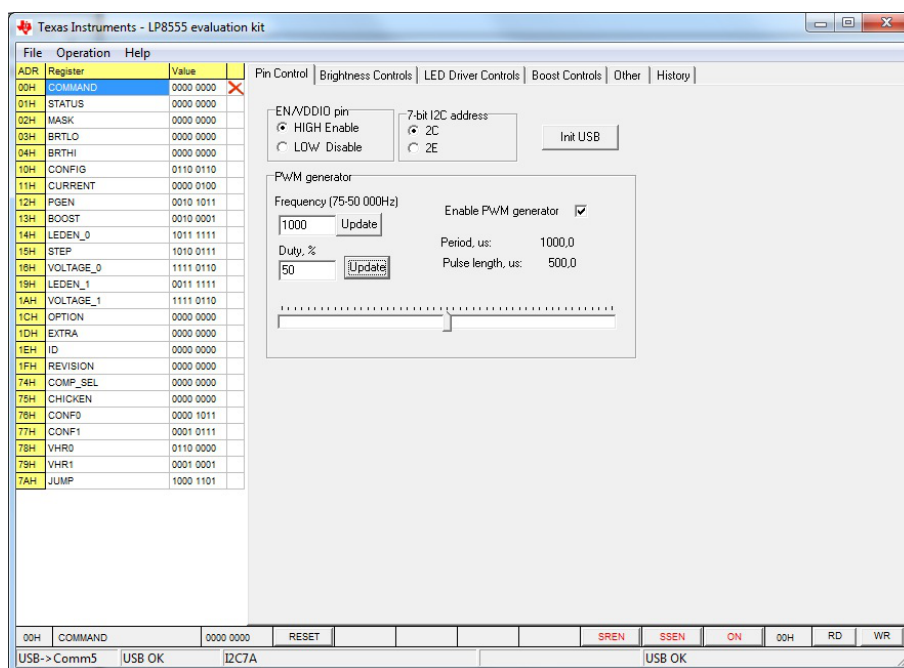 Texas Instruments - LP8555 evaluation kit
File Operation Help
ADR Register Value
00H COMMAND 0000 0000
01H STATUS 0000 0000
02H MASK 0000 0000
03H BRTLO 0000 0000
04H BRTHI 0000 0000
10H CONFIG 0110 0110
11H CURRENT 0000 0100
12H PGEN 0010 1011
13H BOOST 0010 0001
14H LEDEN_0 1011 1111
15H STEP 1010 0111
16H VOLTAGE_0 1111 0110
19H LEDEN_1 0011 1111
1AH VOLTAGE_1 1111 0110
1CH OPTION 0000 0000
1DH EXTRA 0000 0000
1EH ID 0000 0000
1FH REVISION 0000 0000
74H COMP_SEL 0000 0000
75H CHICKEN 0000 0000
76H CONF0 0000 1011
77H CONF1 0001 0111
78H VHR0 0110 0000
79H VHR1 0001 0001
7AH JUMP 1000 1101
Pin Control Brightness Controls LED Driver Controls Boost Controls Other History
EN/VDDIO pin
HIGH Enable
LOW Disable
7-bit I2C address
2C
2E
Init USB
PWM generator
Frequency (75-50 000Hz)
1000 Update
Duty, %
50 Update
Enable PWM generator
Period, us: 1000,0
Pulse length, us: 500,0
00H COMMAND 0000 0000 RESET SREN SSEN ON 00H RD WR
USB->Comm5 USB OK I2C7A USB OK